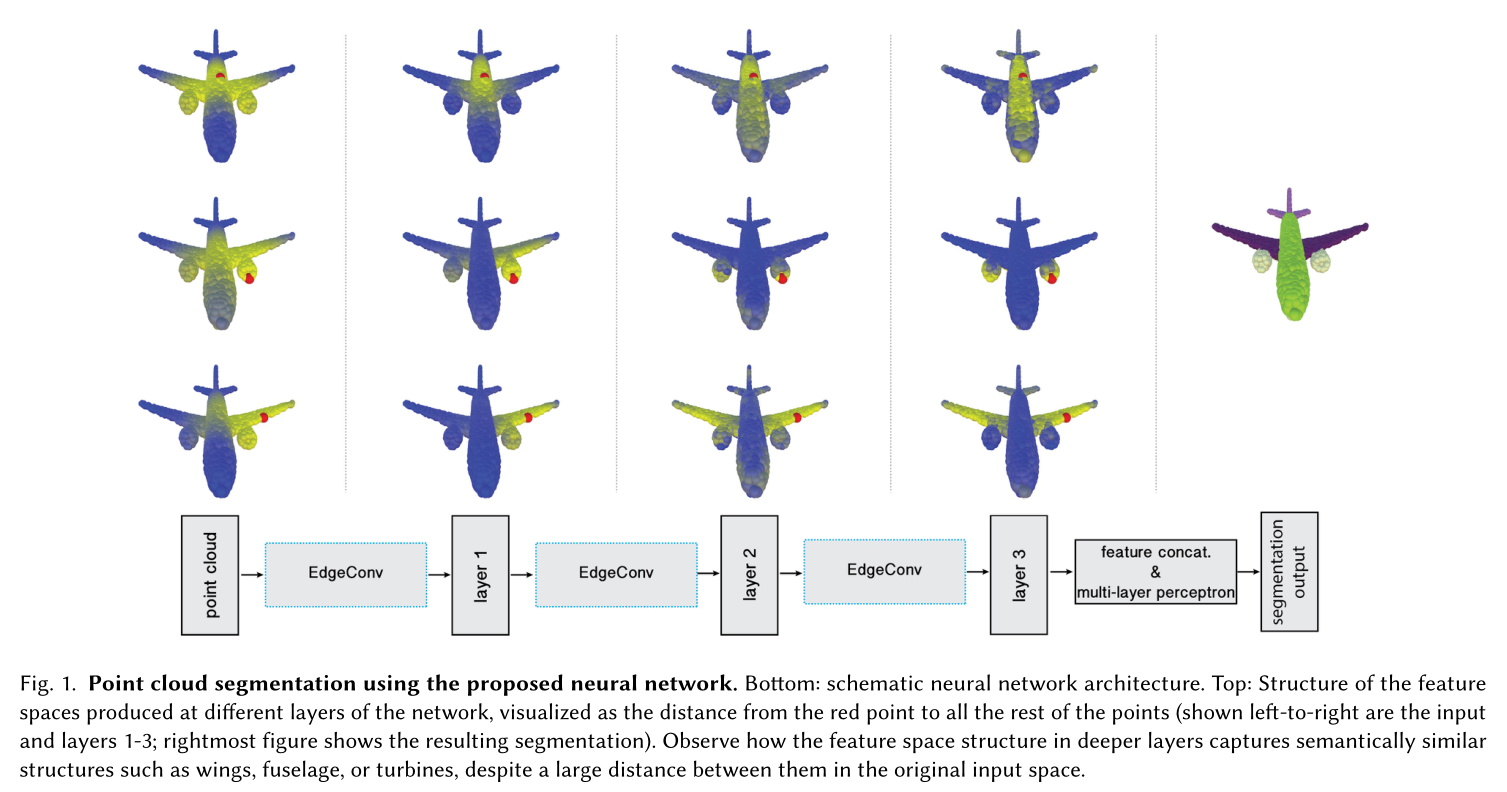 point cloud
EdgeConv
layer 1
EdgeConv
layer 2
EdgeConv
layer 3
feature concat.
&
multi-layer perceptron
segmentation
output
Fig. 1. Point cloud segmentation using the proposed neural network. Bottom: schematic neural network architecture. Top: Structure of the feature
spaces produced at different layers of the network, visualized as the distance from the red point to all the rest of the points (shown left-to-right are the input
and layers 1-3; rightmost figure shows the resulting segmentation). Observe how the feature space structure in deeper layers captures semantically similar
structures such as wings, fuselage, or turbines, despite a large distance between them in the original input space.